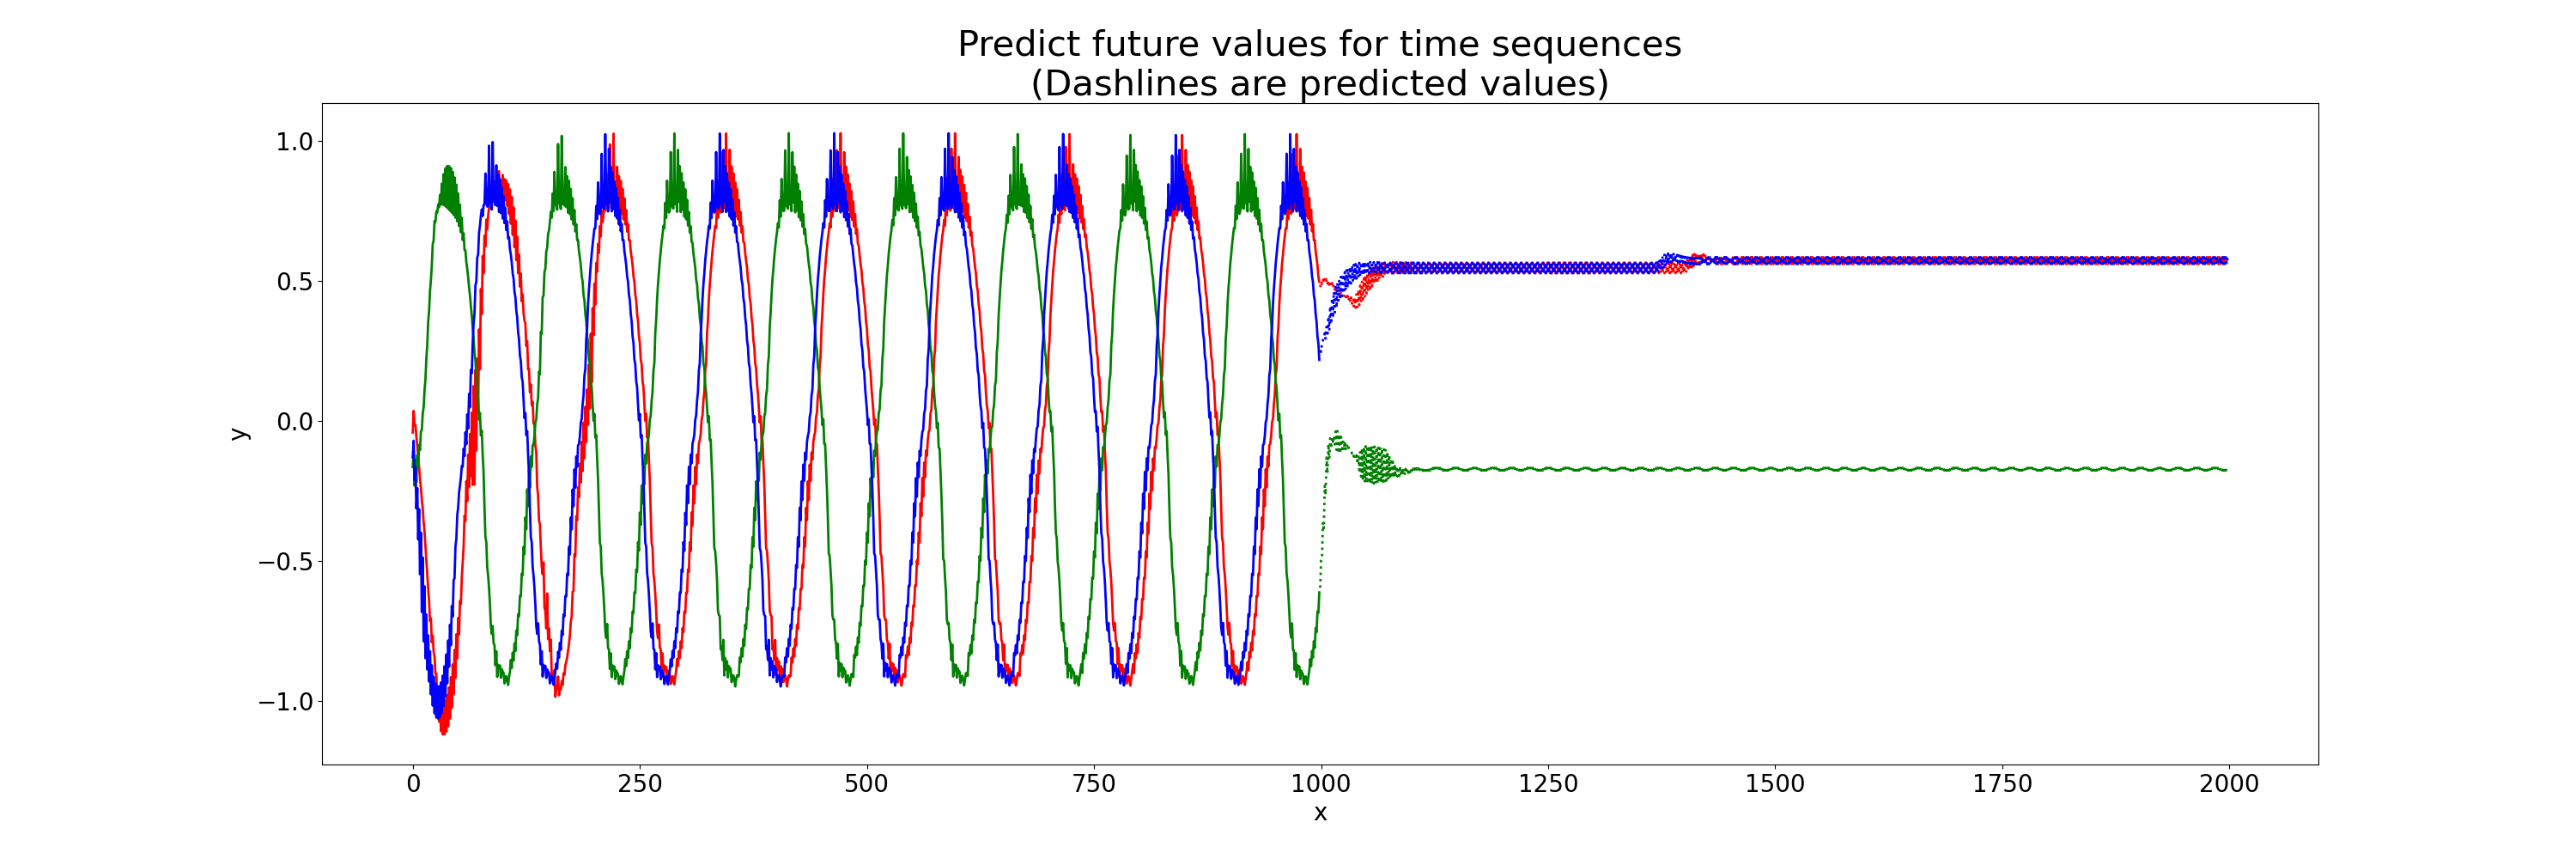 Predict future values for time sequences
(Dashlines are predicted values)
1.0
0.5
0.0
−0.5
−1.0
y
0 250 500 750 1000 1250 1500 1750 2000
x